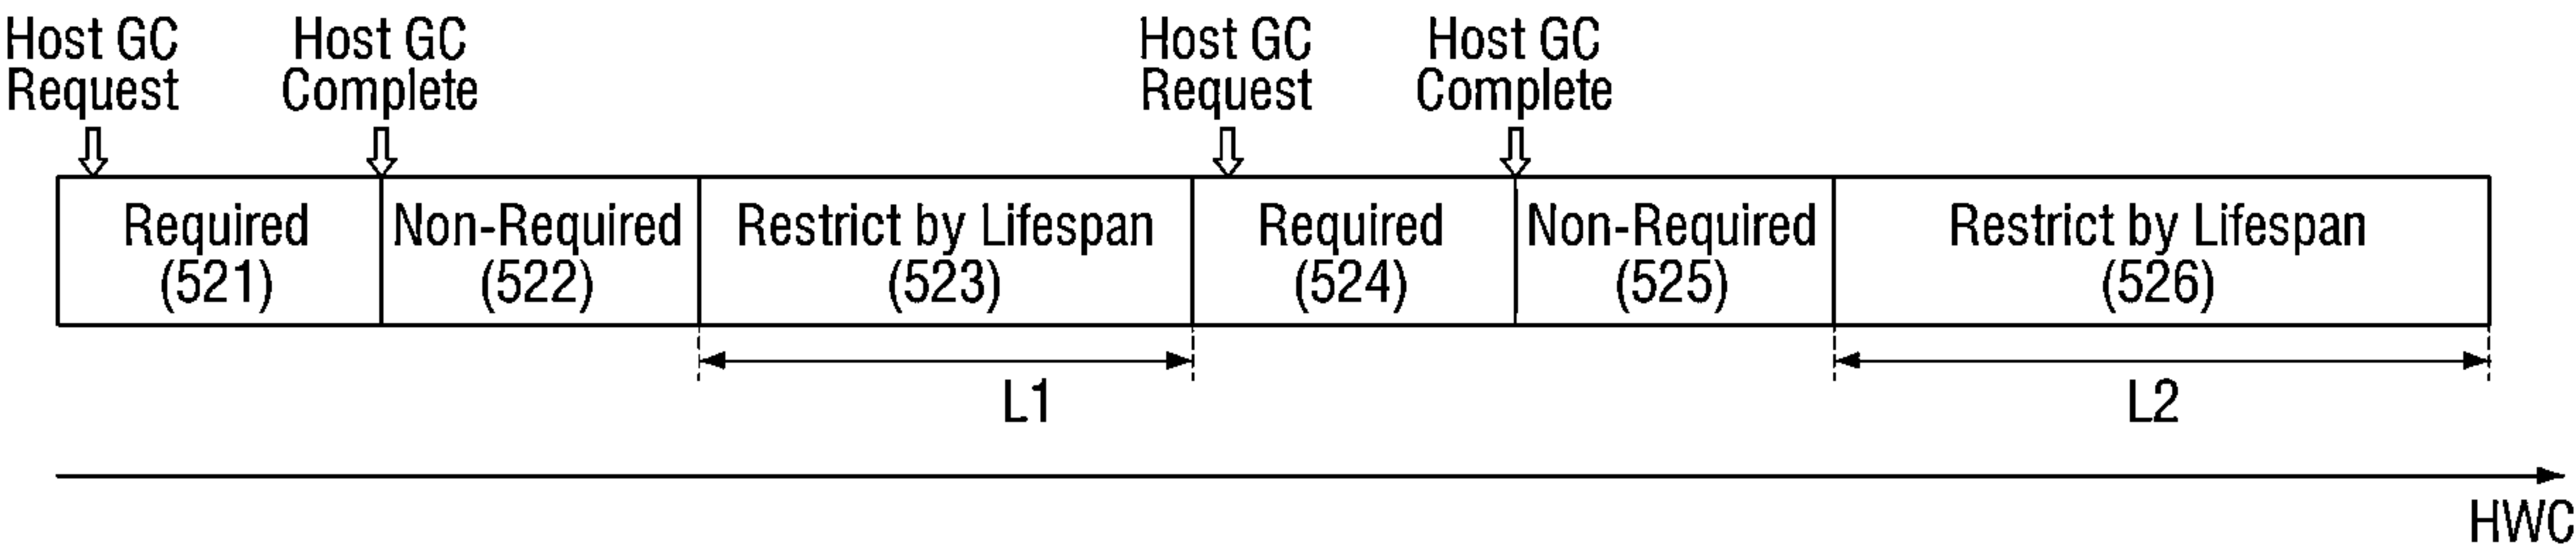 Host GC
Request
Host GC
Complete
Host GC
Request
Host GC
Complete
Required
(521)
Non-Required
(522)
Restrict by Lifespan
(523)
Required
(524)
Non-Required
(525)
Restrict by Lifespan
(526)
L1
L2
HWC